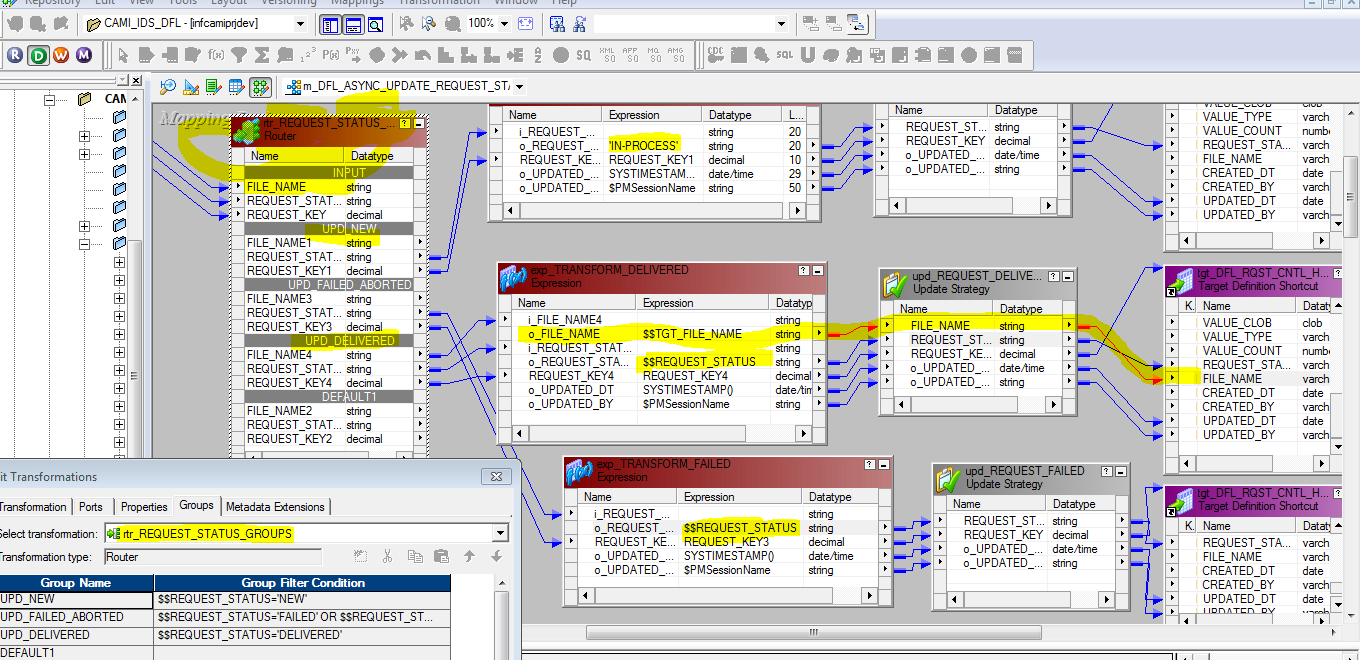 Repository Edit View Tools Layout Versioning Mappings Transformation Window Help
CAMI_IDS_DFL - [infcamiprjdev]
100%
R D W M
SQL
m_DFL_ASYNC_UPDATE_REQUEST_STA
CAM
rtr_REQUEST_STATUS_...
Router
Name Datatype
INPUT
FILE_NAME string
REQUEST_STAT... string
REQUEST_KEY decimal
UPD_NEW
FILE_NAME1 string
REQUEST_STAT... string
REQUEST_KEY1 decimal
UPD_FAILED_ABORTED
FILE_NAME3 string
REQUEST_STAT... string
REQUEST_KEY3 decimal
UPD_DELIVERED
FILE_NAME4 string
REQUEST_STAT... string
REQUEST_KEY4 decimal
DEFAULT1
FILE_NAME2 string
REQUEST_STAT... string
REQUEST_KEY2 decimal
Name Expression Datatype L...
i_REQUEST_... string 20
o_REQUEST_... 'IN-PROCESS' string 20
REQUEST_KE... REQUEST_KEY1 decimal 10
o_UPDATED_... SYSTIMESTAM... date/time 29
o_UPDATED_... $PMSessionName string 50
Name Datatype
REQUEST_ST... string
REQUEST_KEY decimal
o_UPDATED_... date/time
o_UPDATED_... string
VALUE_CLOB clob
VALUE_TYPE varch
VALUE_COUNT numbe
REQUEST_STA... varch
FILE_NAME varch
CREATED_DT date
CREATED_BY varch
UPDATED_DT date
UPDATED_BY varch
exp_TRANSFORM_DELIVERED
Expression
Name Expression Datatyp
i_FILE_NAME4 string
o_FILE_NAME $$TGT_FILE_NAME string
i_REQUEST_STAT... string
o_REQUEST_STA... $$REQUEST_STATUS string
REQUEST_KEY4 REQUEST_KEY4 decimal
o_UPDATED_DT SYSTIMESTAMP() date/tim
o_UPDATED_BY $PMSessionName string
upd_REQUEST_DELIVE...
Update Strategy
Name Datatype
FILE_NAME string
REQUEST_ST... string
REQUEST_KE... decimal
o_UPDATED_... date/time
o_UPDATED_... string
tgt_DFL_RQST_CNTL_H...
Target Definition Shortcut
K. Name Dataty
VALUE_CLOB clob
VALUE_TYPE varch
VALUE_COUNT numbe
REQUEST_STA... varch
FILE_NAME varch
CREATED_DT date
CREATED_BY varch
UPDATED_DT date
UPDATED_BY varch
exp_TRANSFORM_FAILED
Expression
Name Expression Datatype
i_REQUEST_... string
o_REQUEST_... $$REQUEST_STATUS string
REQUEST_KE... REQUEST_KEY3 decimal
o_UPDATED_... SYSTIMESTAMP() date/time
o_UPDATED_... $PMSessionName string
upd_REQUEST_FAILED
Update Strategy
Name Datatype
REQUEST_ST... string
REQUEST_KEY decimal
o_UPDATED_... date/time
o_UPDATED_... string
tgt_DFL_RQST_CNTL_H...
Target Definition Shortcut
K. Name Dataty
REQUEST_STA... varch
FILE_NAME varch
CREATED_DT date
CREATED_BY varch
UPDATED_DT date
UPDATED_BY varch
it Transformations
Transformation Ports Properties Groups Metadata Extensions
Select transformation: rtr_REQUEST_STATUS_GROUPS
Transformation type: Router
Group Name Group Filter Condition
UPD_NEW $$REQUEST_STATUS='NEW'
UPD_FAILED_ABORTED $$REQUEST_STATUS='FAILED' OR $$REQUEST_ST...
UPD_DELIVERED $$REQUEST_STATUS='DELIVERED'
DEFAULT1